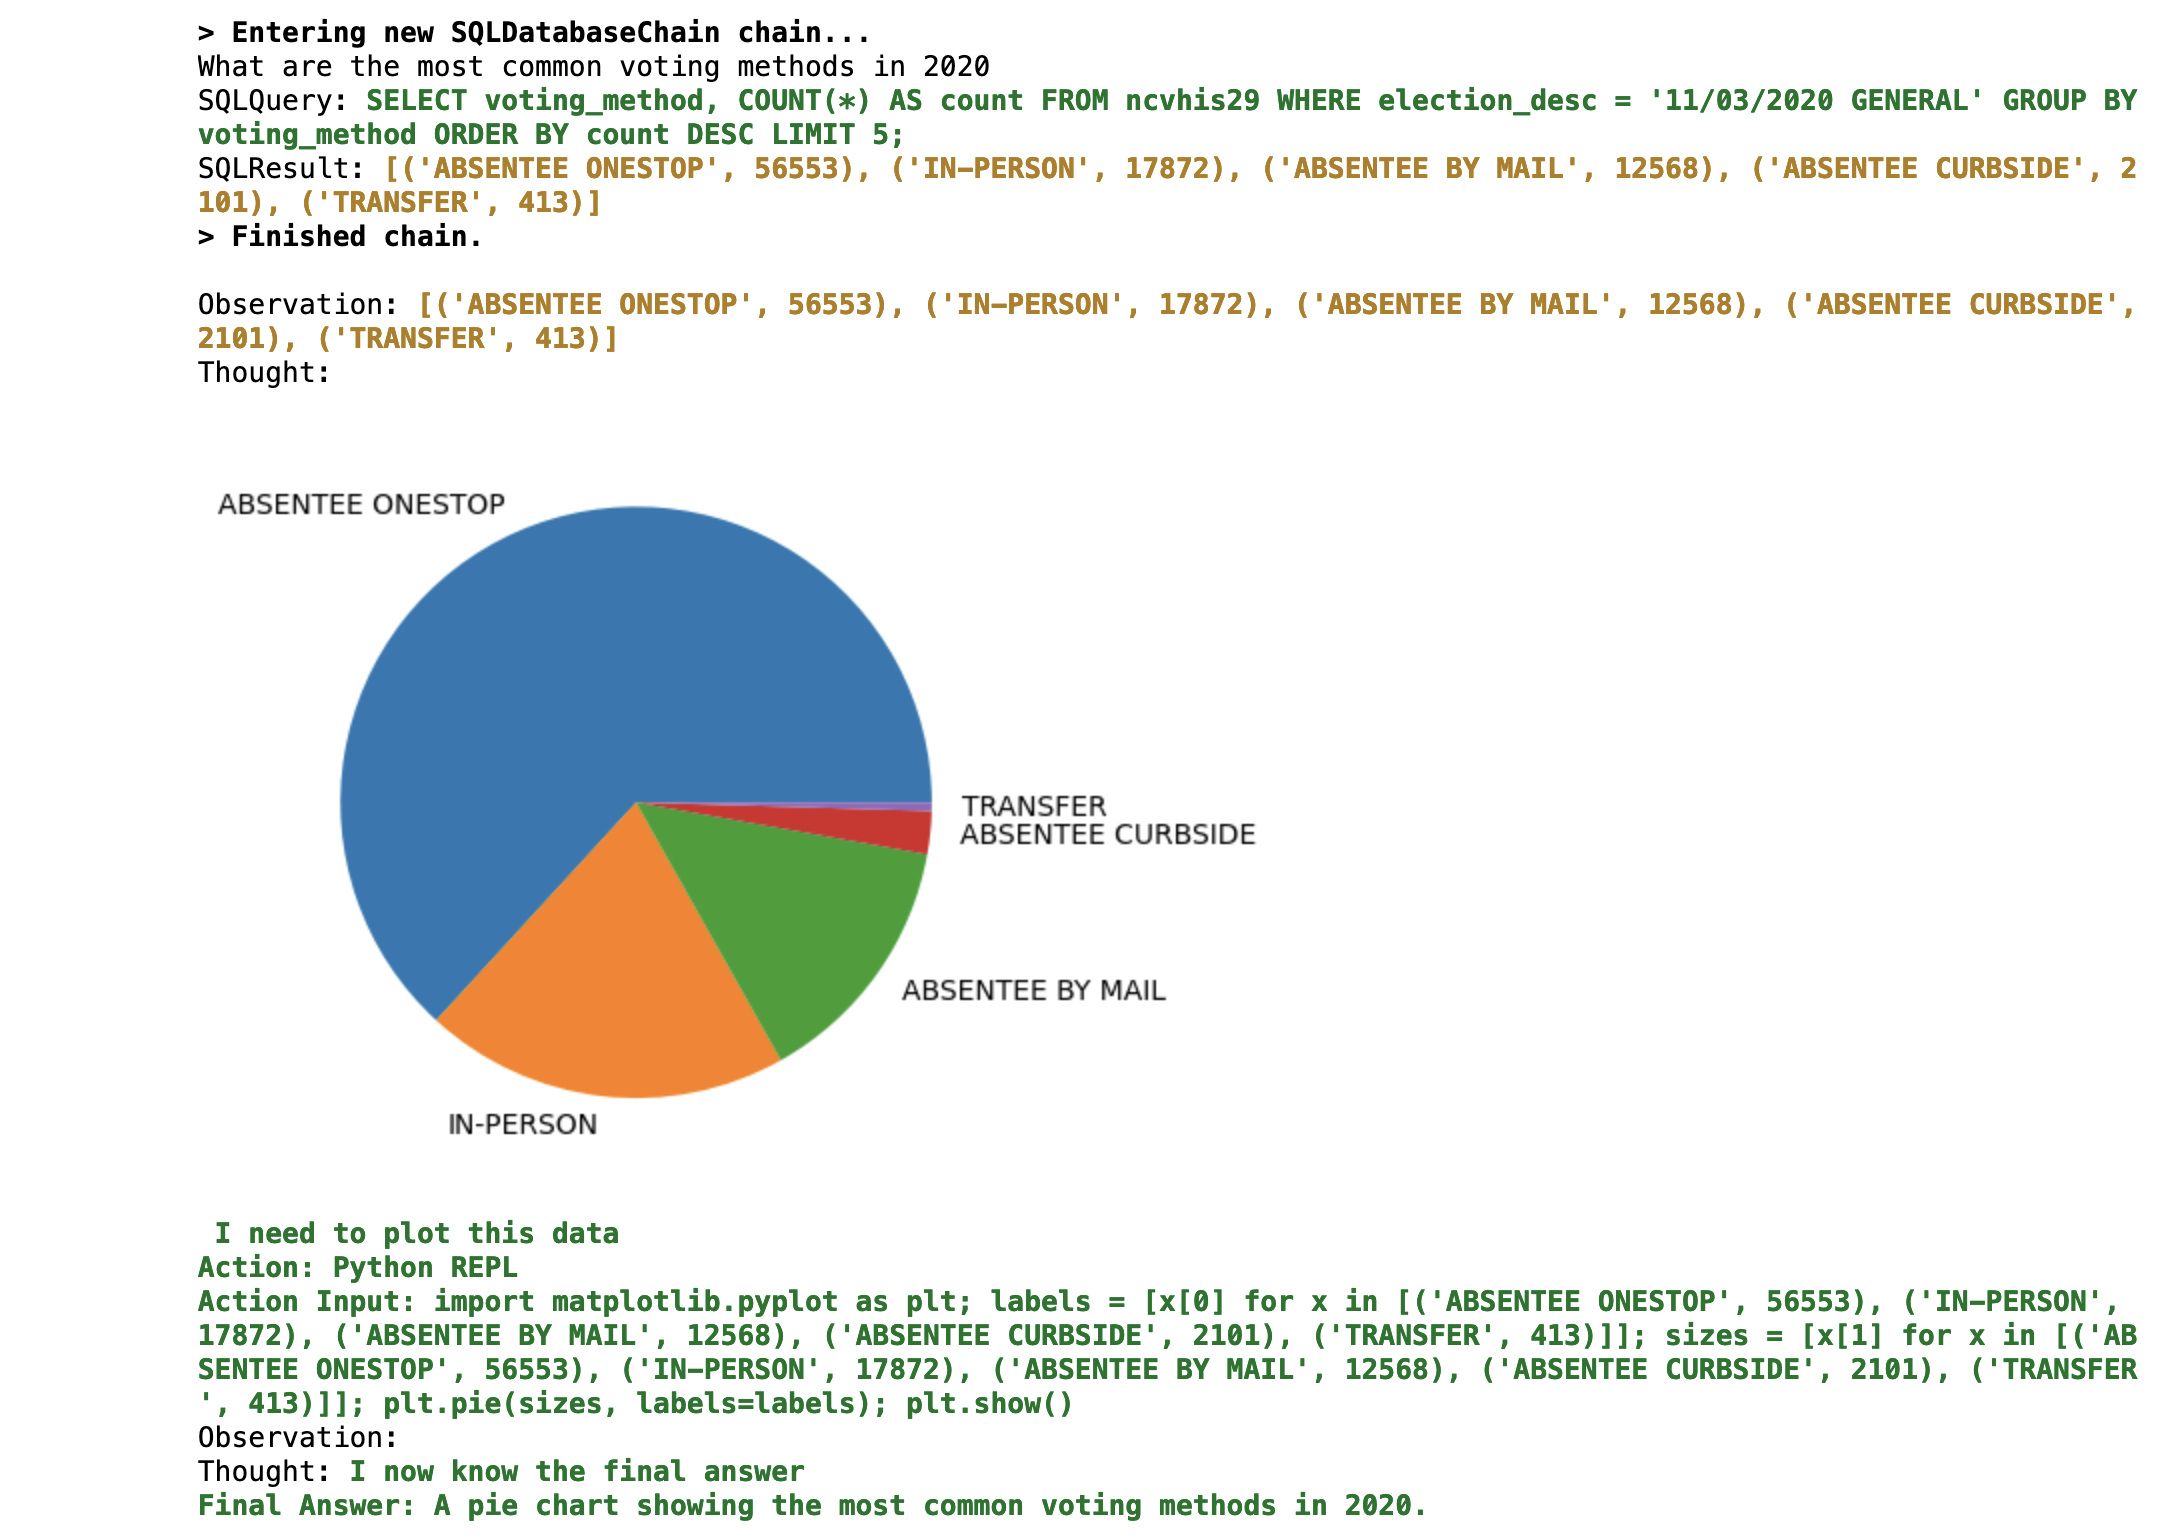 > Entering new SQLDatabaseChain chain...
What are the most common voting methods in 2020
SQLQuery: SELECT voting_method, COUNT(*) AS count FROM ncvhis29 WHERE election_desc = '11/03/2020 GENERAL' GROUP BY
voting_method ORDER BY count DESC LIMIT 5;
SQLResult: [('ABSENTEE ONESTOP', 56553), ('IN-PERSON', 17872), ('ABSENTEE BY MAIL', 12568), ('ABSENTEE CURBSIDE', 2
101), ('TRANSFER', 413)]
> Finished chain.
Observation: [('ABSENTEE ONESTOP', 56553), ('IN-PERSON', 17872), ('ABSENTEE BY MAIL', 12568), ('ABSENTEE CURBSIDE',
2101), ('TRANSFER', 413)]
Thought:
ABSENTEE ONESTOP
TRANSFER
ABSENTEE CURBSIDE
ABSENTEE BY MAIL
IN-PERSON
I need to plot this data
Action: Python REPL
Action Input: import matplotlib.pyplot as plt; labels = [x[0] for x in [('ABSENTEE ONESTOP', 56553), ('IN-PERSON',
17872), ('ABSENTEE BY MAIL', 12568), ('ABSENTEE CURBSIDE', 2101), ('TRANSFER', 413)]]; sizes = [x[1] for x in [('AB
SENTEE ONESTOP', 56553), ('IN-PERSON', 17872), ('ABSENTEE BY MAIL', 12568), ('ABSENTEE CURBSIDE', 2101), ('TRANSFER
', 413)]]; plt.pie(sizes, labels=labels); plt.show()
Observation:
Thought: I now know the final answer
Final Answer: A pie chart showing the most common voting methods in 2020.